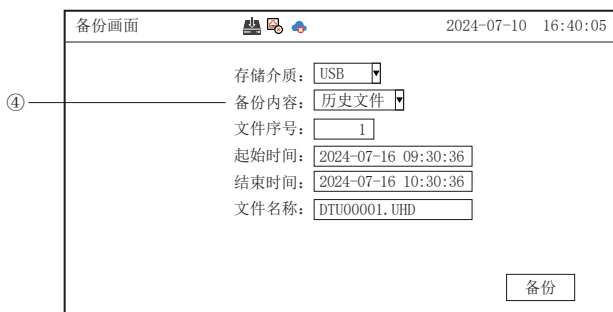 备份画面 2024-07-10 16:40:05
存储介质： USB
④ 备份内容： 历史文件
文件序号： 1
起始时间： 2024-07-16 09:30:36
结束时间： 2024-07-16 10:30:36
文件名称： DTU00001.UHD
备份